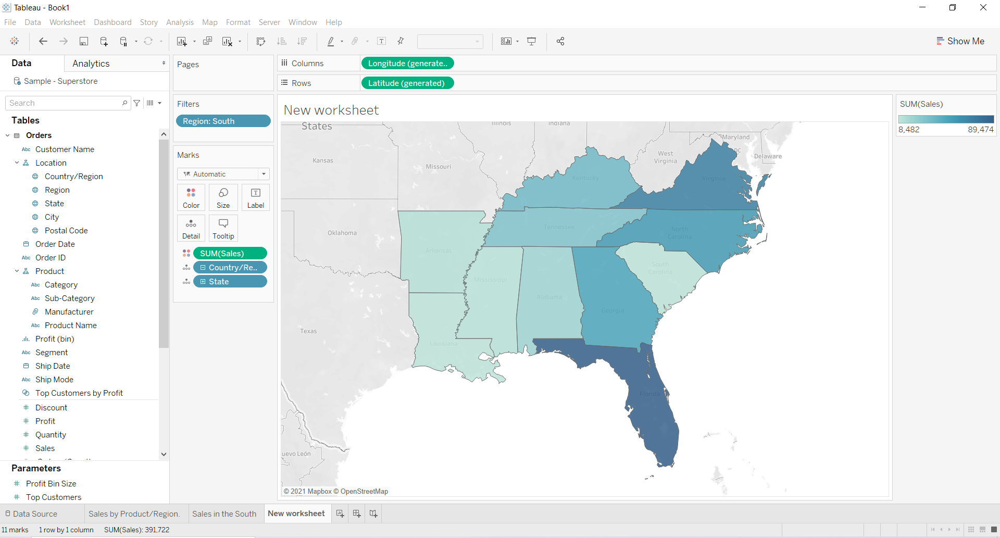 Tableau - Book1
File Data Worksheet Dashboard Story Analysis Map Format Server Window Help
Show Me
Data
Analytics
Sample - Superstore
Search
Tables
Orders
Customer Name
Location
Country/Region
Region
State
City
Postal Code
Order Date
Order ID
Product
Category
Sub-Category
Manufacturer
Product Name
Profit (bin)
Segment
Ship Date
Ship Mode
Top Customers by Profit
Discount
Profit
Quantity
Sales
Parameters
Profit Bin Size
Top Customers
Pages
Filters
Region: South
Marks
Automatic
Color
Size
Label
Detail
Tooltip
SUM(Sales)
Country/Re..
State
Columns
Longitude (generate..
Rows
Latitude (generated)
New worksheet
States
Illinois
Indiana
Maryland
DC
Delaware
West
Virginia
Kansas
Missouri
Kentucky
Virginia
Oklahoma
Tennessee
North
Carolina
Arkansas
South
Carolina
Mississippi
Alabama
Georgia
Texas
Louisiana
Florida
uevo León
© 2021 Mapbox © OpenStreetMap
SUM(Sales)
8,482
89,474
Data Source
Sales by Product/Region.
Sales in the South
New worksheet
11 marks
1 row by 1 column
SUM(Sales): 391,722